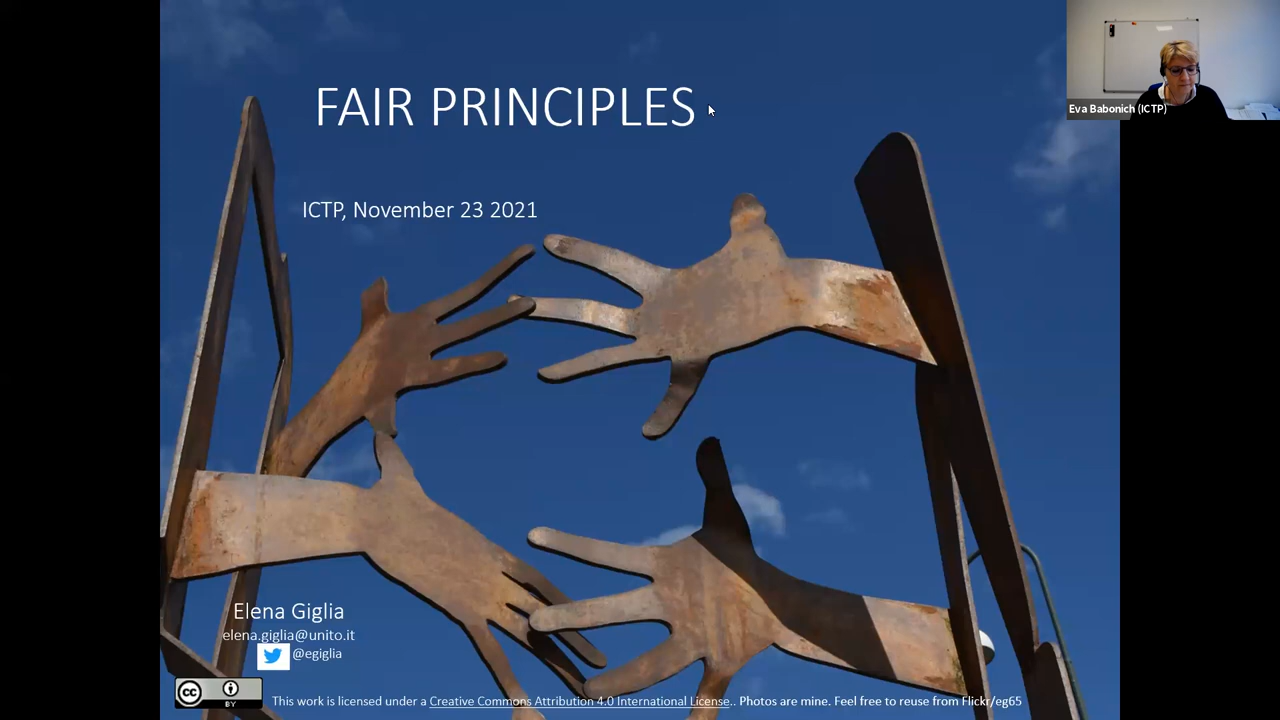 FAIR PRINCIPLES
Eva Babonich (ICTP)
ICTP, November 23 2021
Elena Giglia
elena.giglia@unito.it
@egiglia
cc
BY
This work is licensed under a Creative Commons Attribution 4.0 International License.. Photos are mine. Feel free to reuse from Flickr/eg65